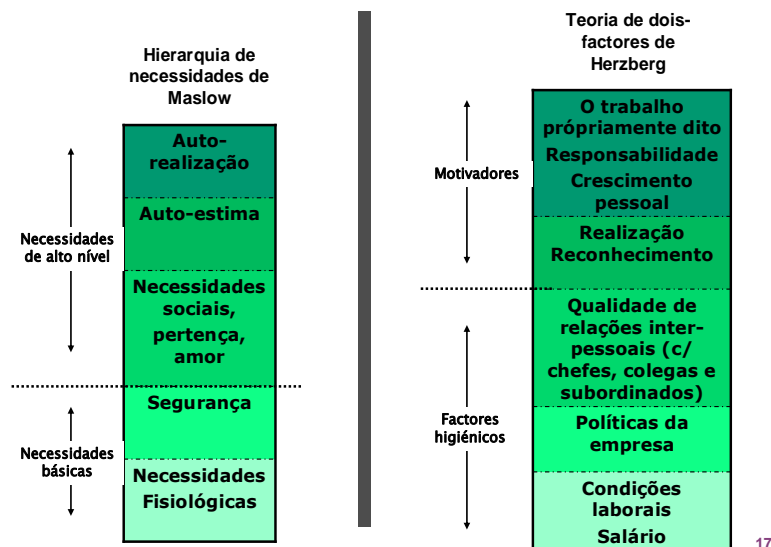 Hierarquia de
necessidades de
Maslow
Auto-
realização
Auto-estima
Necessidades
sociais,
pertença,
amor
Segurança
Necessidades
Fisiológicas
Necessidades
de alto nível
Necessidades
básicas
Teoria de dois-
factores de
Herzberg
O trabalho
própriamente dito
Responsabilidade
Crescimento
pessoal
Realização
Reconhecimento
Qualidade de
relações inter-
pessoais (c/
chefes, colegas e
subordinados)
Políticas da
empresa
Condições
laborais
Salário
Motivadores
Factores
higiénicos
17